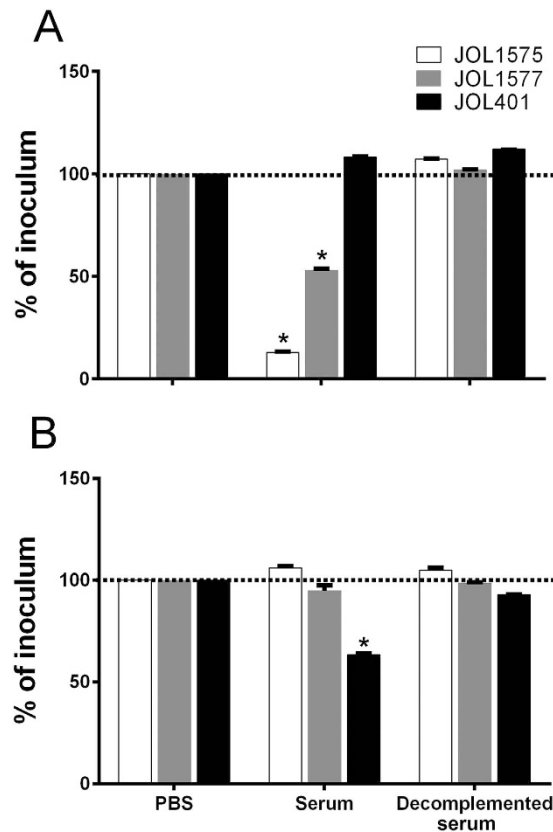 A
JOL1575
JOL1577
JOL401
150
100
50
0
% of inoculum
*
*
B
150
100
50
0
% of inoculum
*
PBS
Serum
Decomplemented
serum